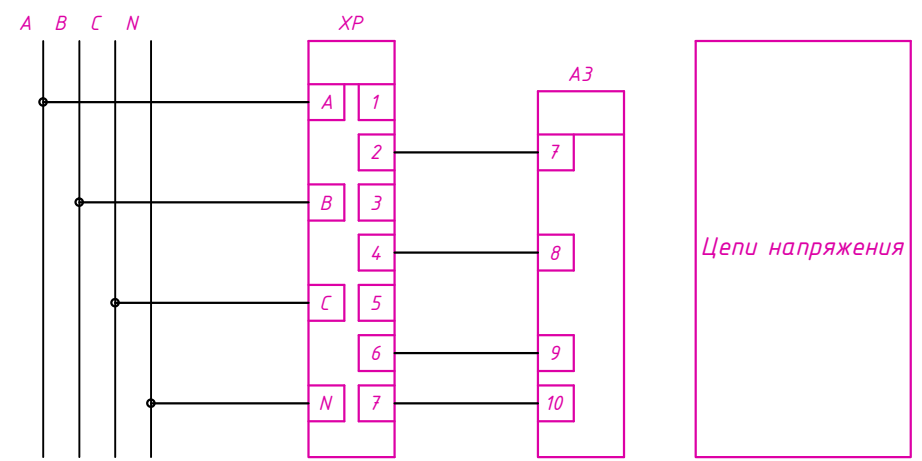 A B C N
XP
A3
A 1
2 7
B 3
4 8
Цепи напряжения
C 5
6 9
N 7 10